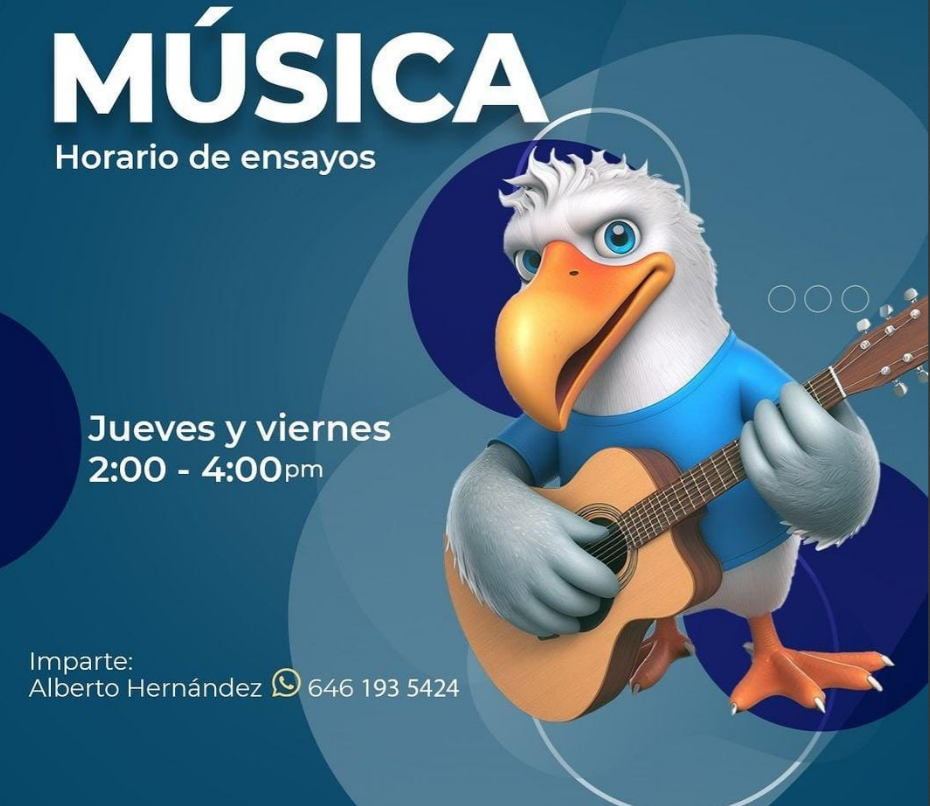 MÚSICA
Horario de ensayos
Jueves y viernes
2:00 - 4:00pm
Imparte:
Alberto Hernández 646 193 5424